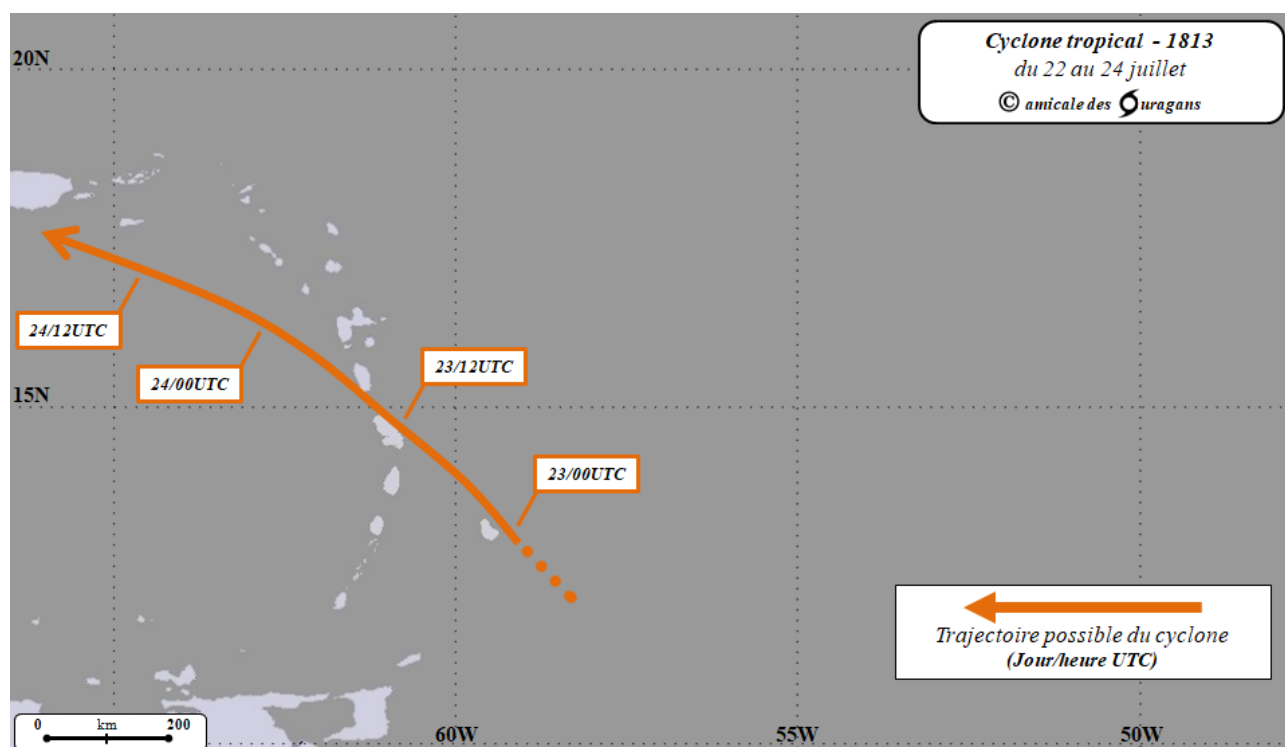 Cyclone tropical - 1813
du 22 au 24 juillet
© amicale des Ouragans
20N
24/12UTC
24/00UTC
23/12UTC
15N
23/00UTC
Trajectoire possible du cyclone
(Jour/heure UTC)
0 km 200
60W 55W 50W